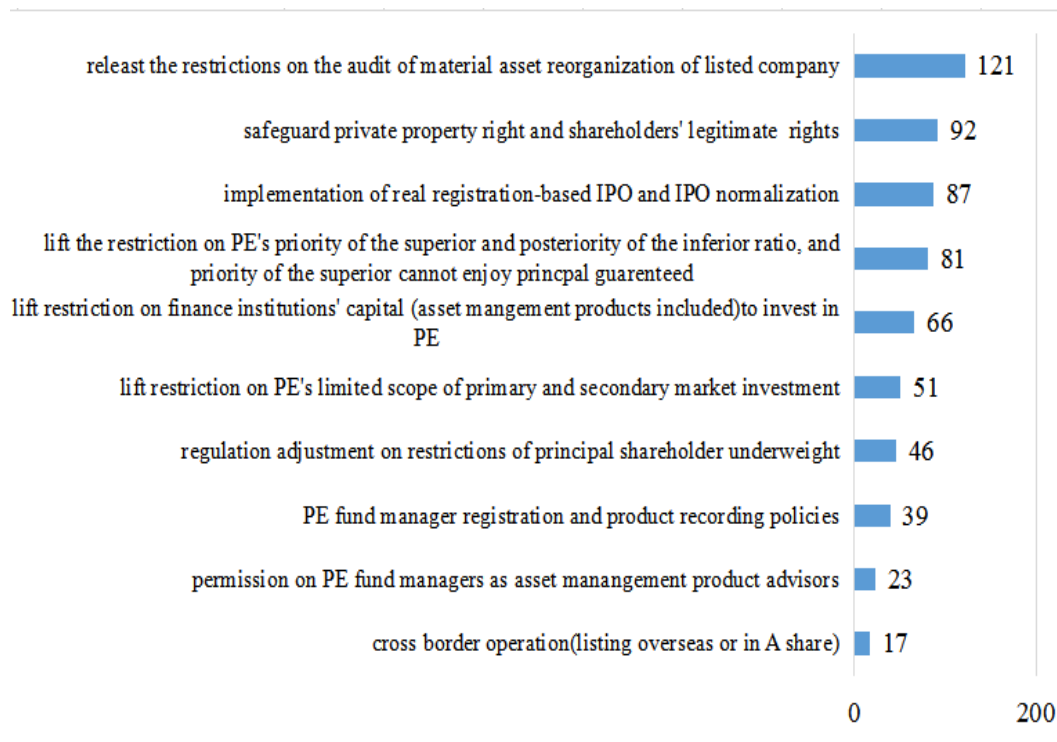 releast the restrictions on the audit of material asset reorganization of listed company
121
safeguard private property right and shareholders' legitimate rights
92
implementation of real registration-based IPO and IPO normalization
87
lift the restriction on PE's priority of the superior and posteriority of the inferior ratio, and
priority of the superior cannot enjoy princpal guarenteed
81
lift restriction on finance institutions' capital (asset mangement products included)to invest in
PE
66
lift restriction on PE's limited scope of primary and secondary market investment
51
regulation adjustment on restrictions of principal shareholder underweight
46
PE fund manager registration and product recording policies
39
permission on PE fund managers as asset manangement product advisors
23
cross border operation(listing overseas or in A share)
17
0
200